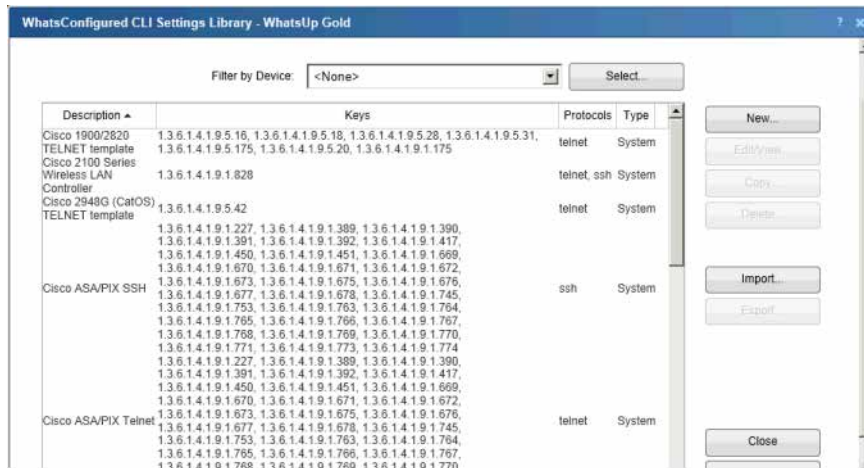 WhatsConfigured CLI Settings Library - WhatsUp Gold ? x
Filter by Device: <None> Select...
Description Keys Protocols Type
Cisco 1900/2820
TELNET template
1.3.6.1.4.1.9.5.16, 1.3.6.1.4.1.9.5.18, 1.3.6.1.4.1.9.5.28, 1.3.6.1.4.1.9.5.31,
1.3.6.1.4.1.9.5.175, 1.3.6.1.4.1.9.5.20, 1.3.6.1.4.1.9.1.175
telnet System
Cisco 2100 Series
Wireless LAN
Controller
1.3.6.1.4.1.9.1.828
telnet, ssh System
Cisco 2948G (CatOS)
TELNET template
1.3.6.1.4.1.9.5.42
telnet System
Cisco ASA/PIX SSH
1.3.6.1.4.1.9.1.227, 1.3.6.1.4.1.9.1.389, 1.3.6.1.4.1.9.1.390,
1.3.6.1.4.1.9.1.391, 1.3.6.1.4.1.9.1.392, 1.3.6.1.4.1.9.1.417,
1.3.6.1.4.1.9.1.450, 1.3.6.1.4.1.9.1.451, 1.3.6.1.4.1.9.1.669,
1.3.6.1.4.1.9.1.670, 1.3.6.1.4.1.9.1.671, 1.3.6.1.4.1.9.1.672,
1.3.6.1.4.1.9.1.673, 1.3.6.1.4.1.9.1.675, 1.3.6.1.4.1.9.1.676,
1.3.6.1.4.1.9.1.677, 1.3.6.1.4.1.9.1.678, 1.3.6.1.4.1.9.1.745,
1.3.6.1.4.1.9.1.753, 1.3.6.1.4.1.9.1.763, 1.3.6.1.4.1.9.1.764,
1.3.6.1.4.1.9.1.765, 1.3.6.1.4.1.9.1.766, 1.3.6.1.4.1.9.1.767,
1.3.6.1.4.1.9.1.768, 1.3.6.1.4.1.9.1.769, 1.3.6.1.4.1.9.1.770,
1.3.6.1.4.1.9.1.771, 1.3.6.1.4.1.9.1.773, 1.3.6.1.4.1.9.1.774
ssh System
Cisco ASA/PIX Telnet
1.3.6.1.4.1.9.1.227, 1.3.6.1.4.1.9.1.389, 1.3.6.1.4.1.9.1.390,
1.3.6.1.4.1.9.1.391, 1.3.6.1.4.1.9.1.392, 1.3.6.1.4.1.9.1.417,
1.3.6.1.4.1.9.1.450, 1.3.6.1.4.1.9.1.451, 1.3.6.1.4.1.9.1.669,
1.3.6.1.4.1.9.1.670, 1.3.6.1.4.1.9.1.671, 1.3.6.1.4.1.9.1.672,
1.3.6.1.4.1.9.1.673, 1.3.6.1.4.1.9.1.675, 1.3.6.1.4.1.9.1.676,
1.3.6.1.4.1.9.1.677, 1.3.6.1.4.1.9.1.678, 1.3.6.1.4.1.9.1.745,
1.3.6.1.4.1.9.1.753, 1.3.6.1.4.1.9.1.763, 1.3.6.1.4.1.9.1.764,
1.3.6.1.4.1.9.1.765, 1.3.6.1.4.1.9.1.766, 1.3.6.1.4.1.9.1.767,
1.3.6.1.4.1.9.1.768, 1.3.6.1.4.1.9.1.769, 1.3.6.1.4.1.9.1.770,
telnet System
New...
Edit/View...
Copy...
Delete...
Import...
Export...
Close